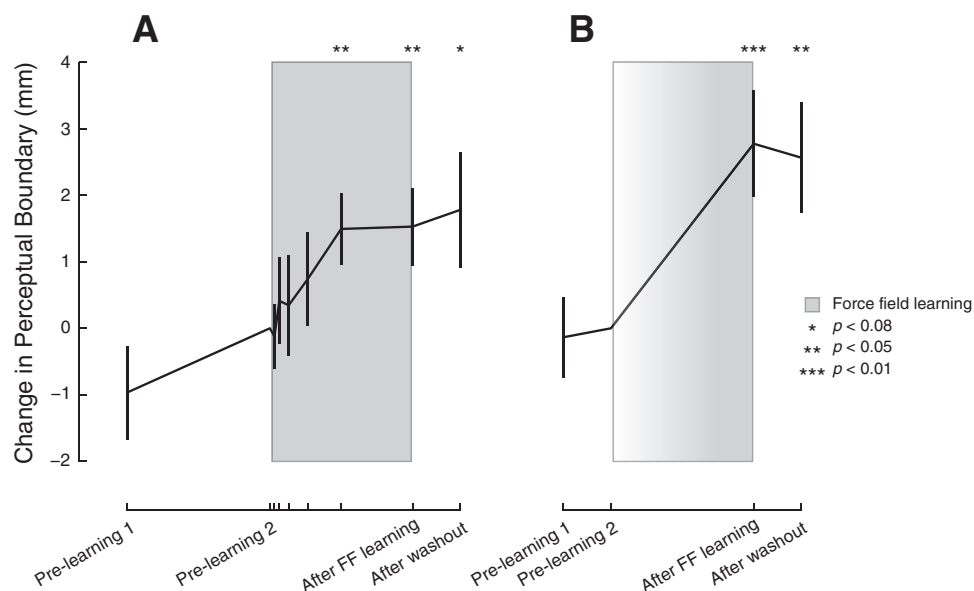 A
B
** ** *
*** **
Change in Perceptual Boundary (mm)
4
3
2
1
0
−1
−2
Force field learning
* p < 0.08
** p < 0.05
*** p < 0.01
Pre-learning 1
Pre-learning 2
After FF learning
After washout
Pre-learning 1
Pre-learning 2
After FF learning
After washout